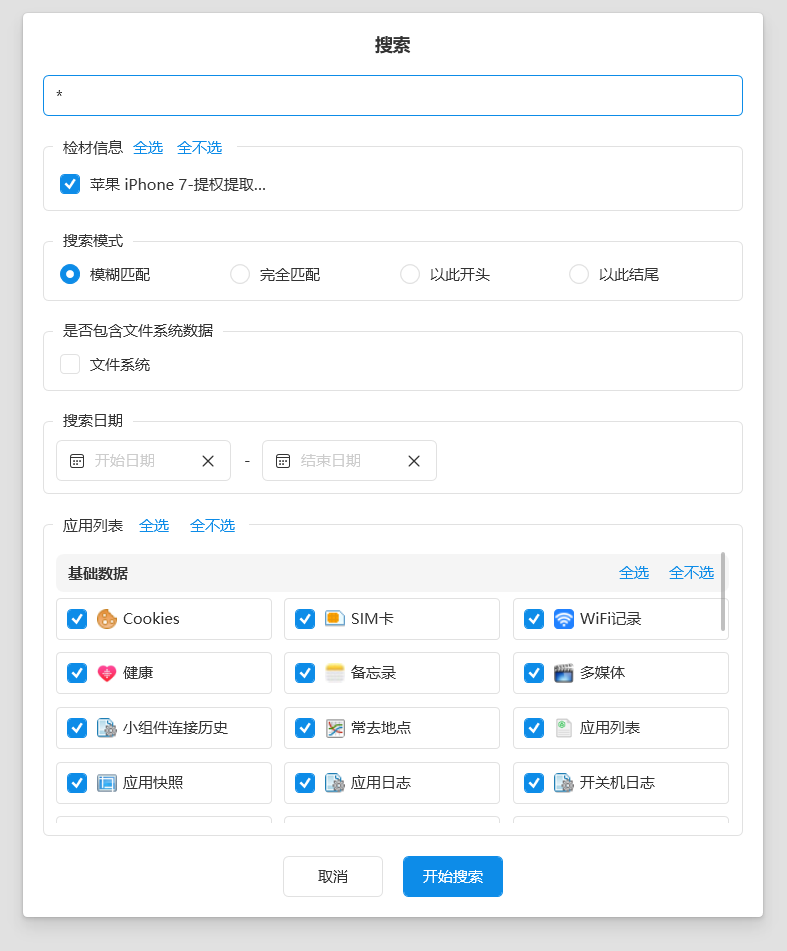 搜索
*
检材信息 全选 全不选
苹果 iPhone 7-提权提取...
搜索模式
模糊匹配 完全匹配 以此开头 以此结尾
是否包含文件系统数据
文件系统
搜索日期
开始日期 - 结束日期
应用列表 全选 全不选
基础数据 全选 全不选
Cookies SIM卡 WiFi记录
健康 备忘录 多媒体
小组件连接历史 常去地点 应用列表
应用快照 应用日志 开关机日志
取消 开始搜索